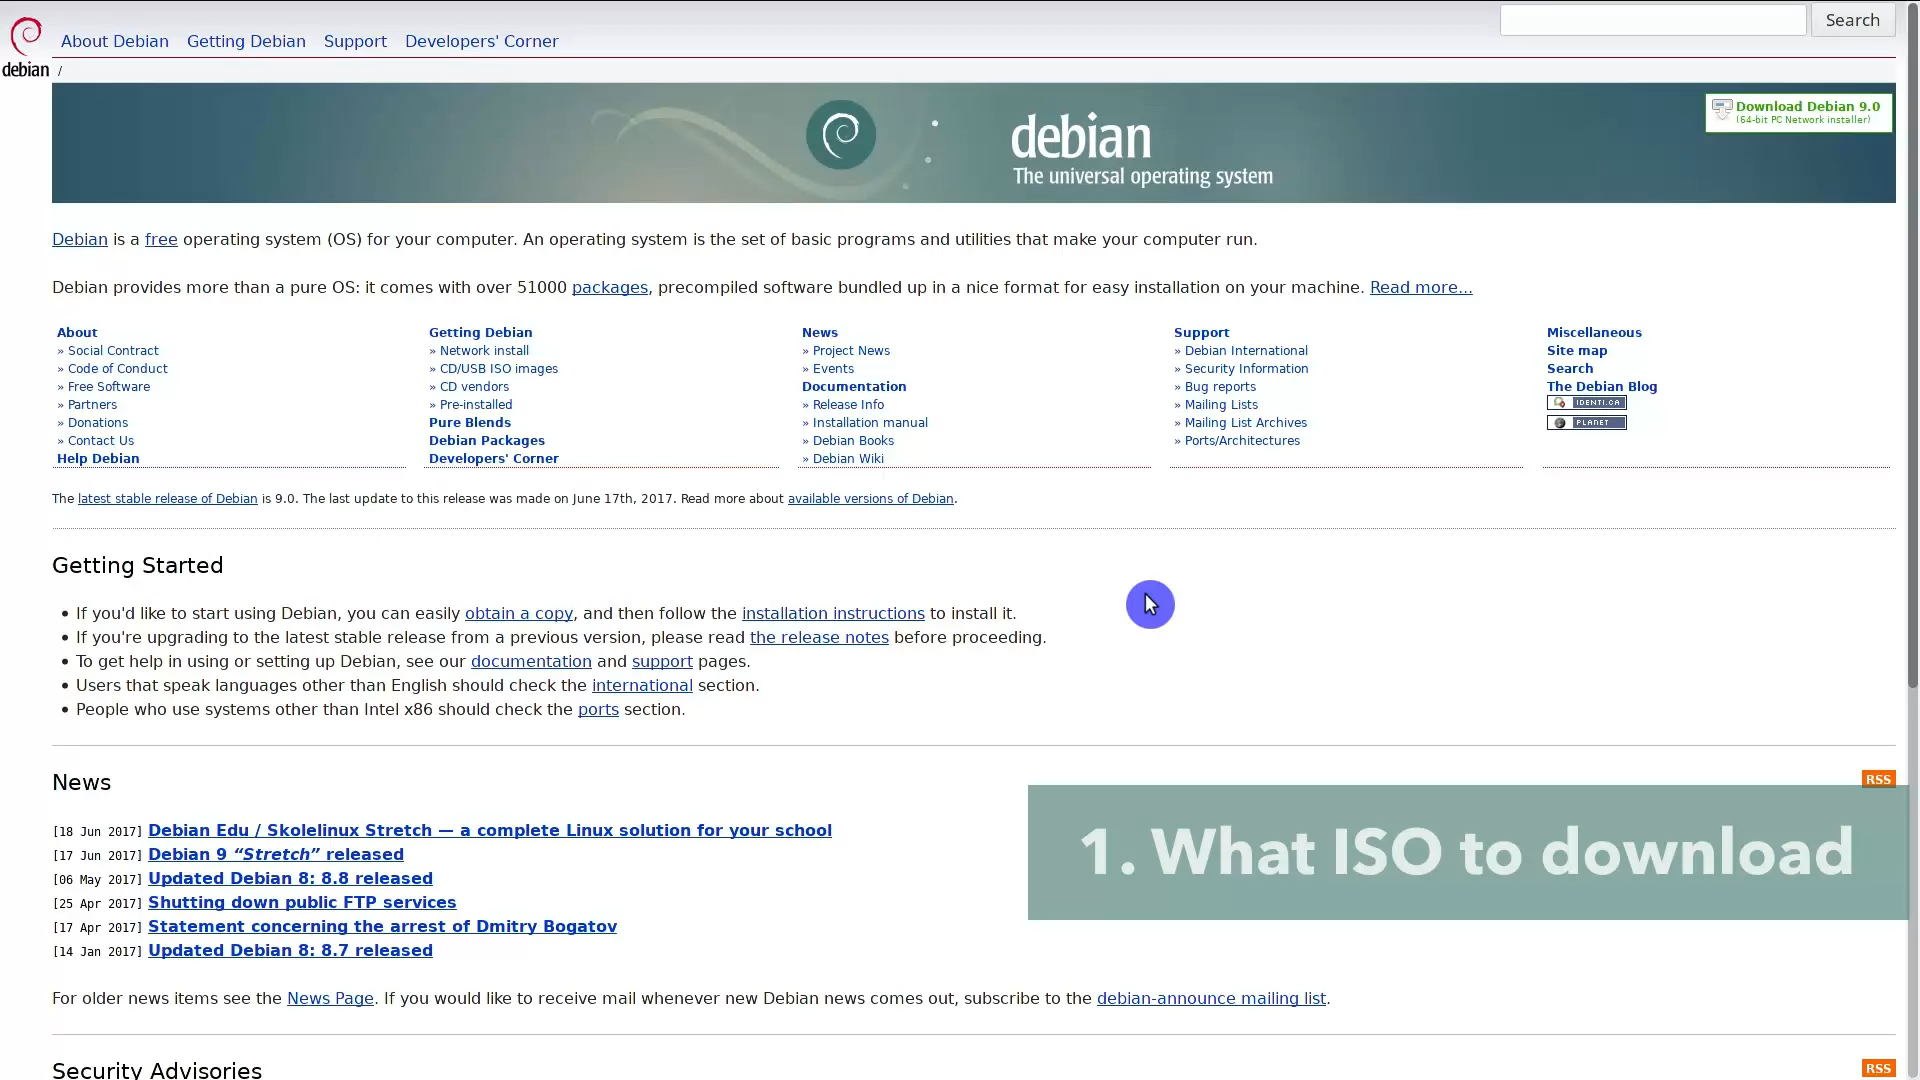 Search
About Debian Getting Debian Support Developers' Corner
debian /
Download Debian 9.0
(64-bit PC Network installer)
debian
The universal operating system
Debian is a free operating system (OS) for your computer. An operating system is the set of basic programs and utilities that make your computer run.
Debian provides more than a pure OS: it comes with over 51000 packages, precompiled software bundled up in a nice format for easy installation on your machine. Read more...
About
» Social Contract
» Code of Conduct
» Free Software
» Partners
» Donations
» Contact Us
Help Debian
Getting Debian
» Network install
» CD/USB ISO images
» CD vendors
» Pre-installed
Pure Blends
Debian Packages
Developers' Corner
News
» Project News
» Events
Documentation
» Release Info
» Installation manual
» Debian Books
» Debian Wiki
Support
» Debian International
» Security Information
» Bug reports
» Mailing Lists
» Mailing List Archives
» Ports/Architectures
Miscellaneous
Site map
Search
The Debian Blog
IDENTI.CA
PLANET
The latest stable release of Debian is 9.0. The last update to this release was made on June 17th, 2017. Read more about available versions of Debian.
Getting Started
• If you'd like to start using Debian, you can easily obtain a copy, and then follow the installation instructions to install it.
• If you're upgrading to the latest stable release from a previous version, please read the release notes before proceeding.
• To get help in using or setting up Debian, see our documentation and support pages.
• Users that speak languages other than English should check the international section.
• People who use systems other than Intel x86 should check the ports section.
News
RSS
[18 Jun 2017] Debian Edu / Skolelinux Stretch — a complete Linux solution for your school
[17 Jun 2017] Debian 9 “Stretch” released
[06 May 2017] Updated Debian 8: 8.8 released
[25 Apr 2017] Shutting down public FTP services
[17 Apr 2017] Statement concerning the arrest of Dmitry Bogatov
[14 Jan 2017] Updated Debian 8: 8.7 released
1. What ISO to download
For older news items see the News Page. If you would like to receive mail whenever new Debian news comes out, subscribe to the debian-announce mailing list.
Security Advisories
RSS